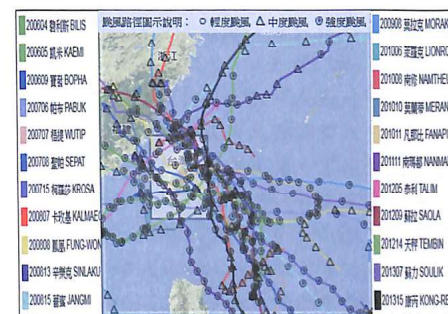 颱風路徑圖示說明： 輕度颱風 中度颱風 強度颱風
200604 碧利斯 BILIS
200605 凱米 KAEMI
200609 寶發 BOPHA
200706 帕布 PABUK
200707 梧提 WUTIP
200708 聖帕 SEPAT
200715 柯羅莎 KROSA
200807 卡玫基 KALMAEG
200808 鳳凰 FUNG-WON
200813 辛樂克 SINLAKU
200815 薔蜜 JANGMI
浙江
台
200908 莫拉克 MORAK
201006 萊羅克 LIONRO
201008 南修 NAMTHEU
201010 莫蘭蒂 MERAN
201011 凡那比 FANAPI
201111 南瑪都 NANMA
201205 泰利 TALIM
201209 蘇拉 SAOLA
201214 天秤 TEMBIN
201307 蘇力 SOULIK
201315 康芮 KONG-RE